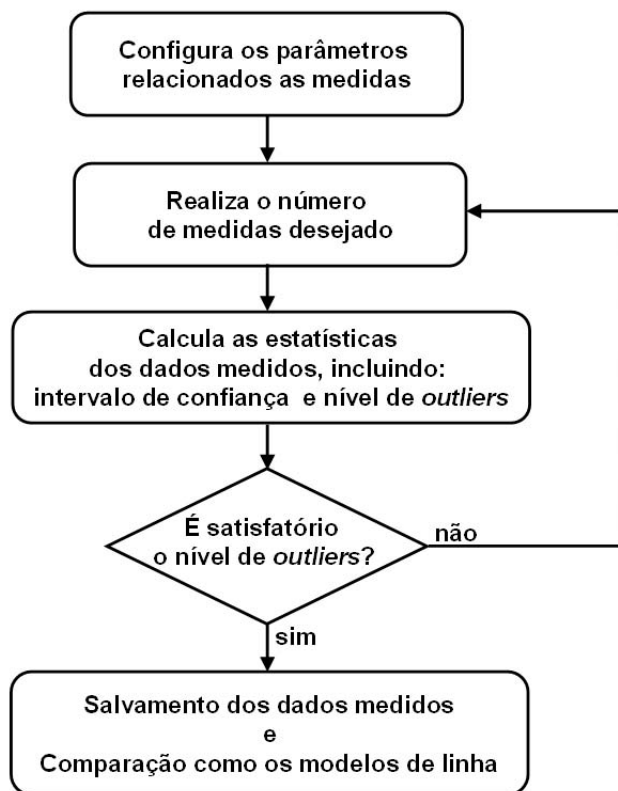 Configura os parâmetros
relacionados as medidas
Realiza o número
de medidas desejado
Calcula as estatísticas
dos dados medidos, incluindo:
intervalo de confiança e nível de outliers
É satisfatório
o nível de outliers?
não
sim
Salvamento dos dados medidos
e
Comparação como os modelos de linha